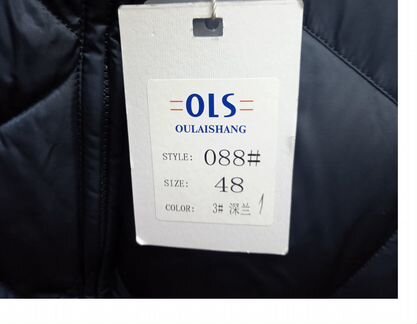 OLS
OULAISHANG
STYLE: 088#
SIZE: 48
COLOR: 3# 深兰 1